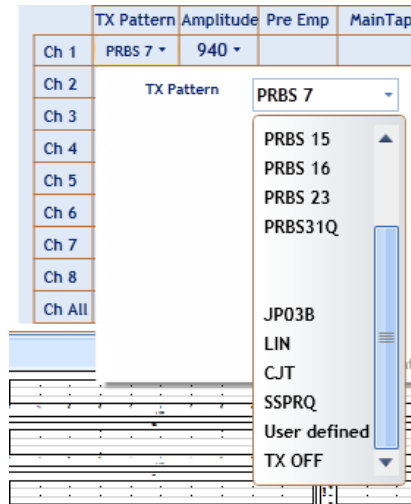 TX Pattern Amplitude Pre Emp MainTap
Ch 1 PRBS 7 940
Ch 2
Ch 3
Ch 4
Ch 5
Ch 6
Ch 7
Ch 8
Ch All
TX Pattern PRBS 7
PRBS 15
PRBS 16
PRBS 23
PRBS31Q
JP03B
LIN
CJT
SSPRQ
User defined
TX OFF